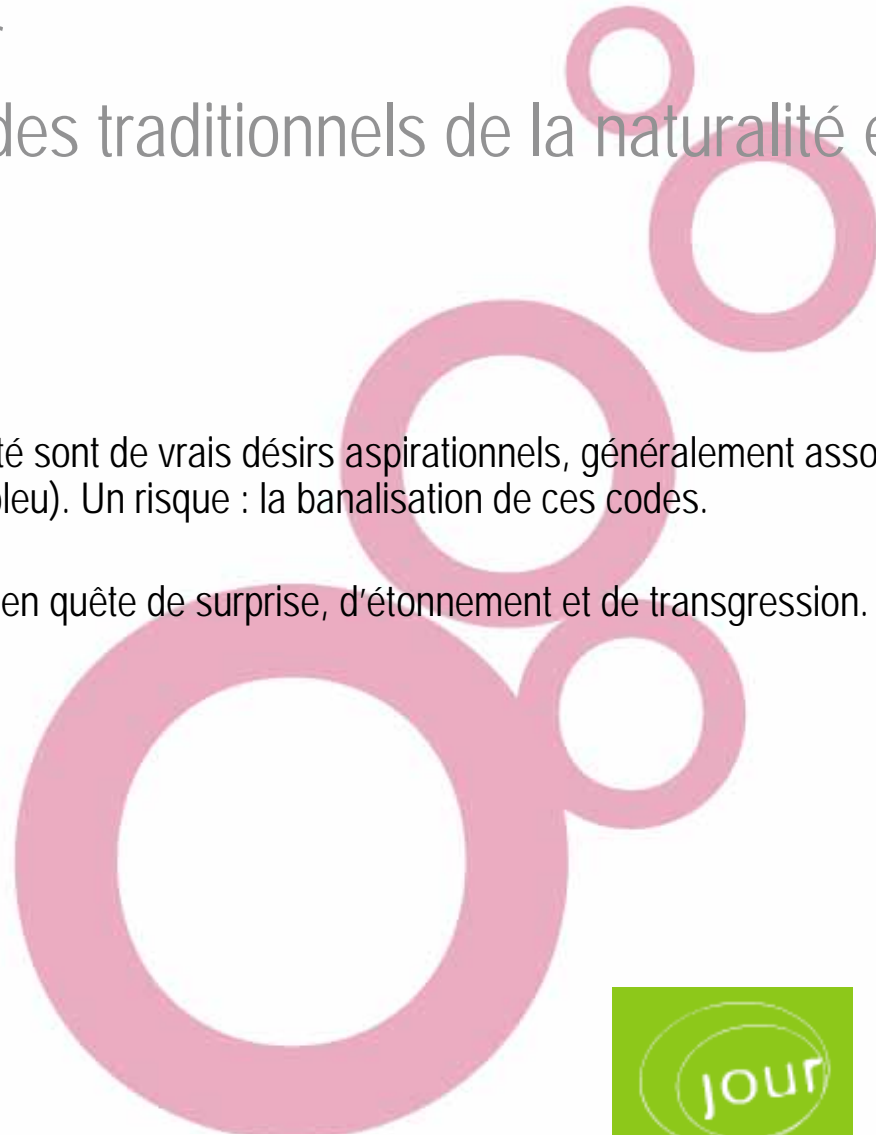 des traditionnels de la naturalité e
té sont de vrais désirs aspirationnels, généralement asso
bleu). Un risque : la banalisation de ces codes.
en quête de surprise, d'étonnement et de transgression.
jour